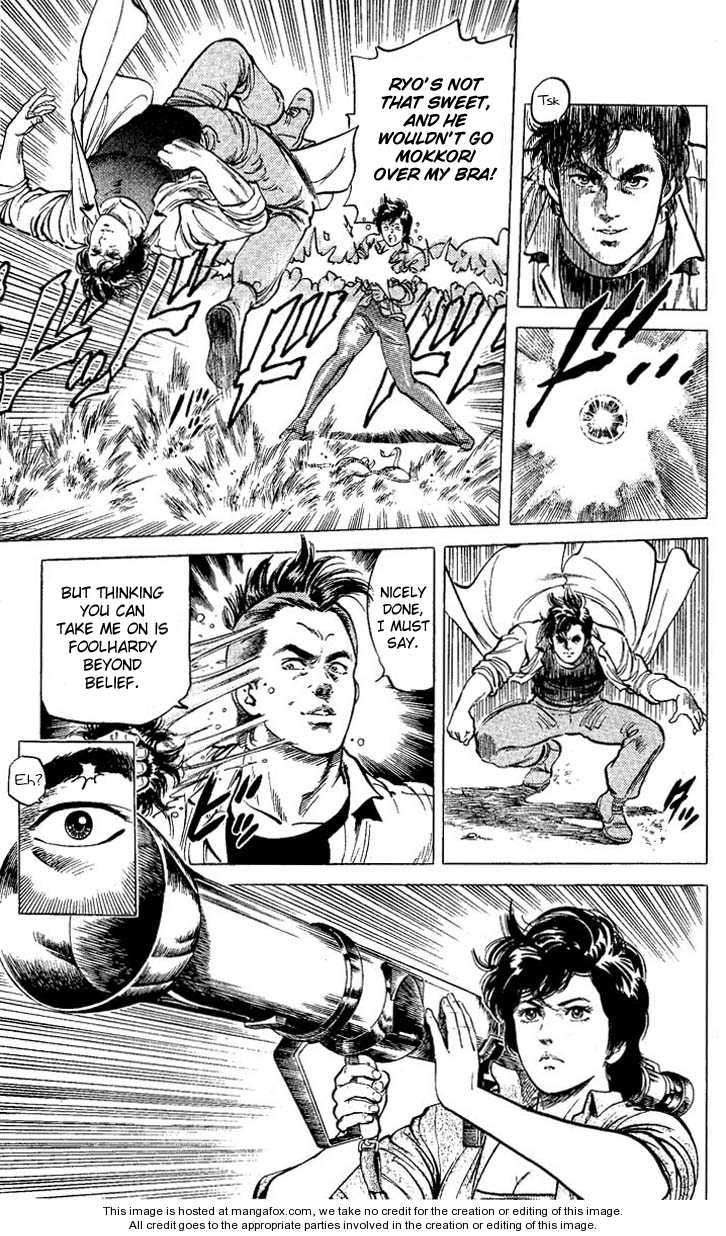 Tsk
ド...
RYO'S NOT
THAT SWEET,
AND HE
WOULDN'T GO
MOKKORI
OVER MY BRA!
NICELY
DONE,
I MUST
SAY.
BUT THINKING
YOU CAN
TAKE ME ON IS
FOOLHARDY
BEYOND
BELIEF.
Eh?
This image is hosted at mangafox.com, we take no credit for the creation or editing of this image.
All credit goes to the appropriate parties involved in the creation or editing of this image.